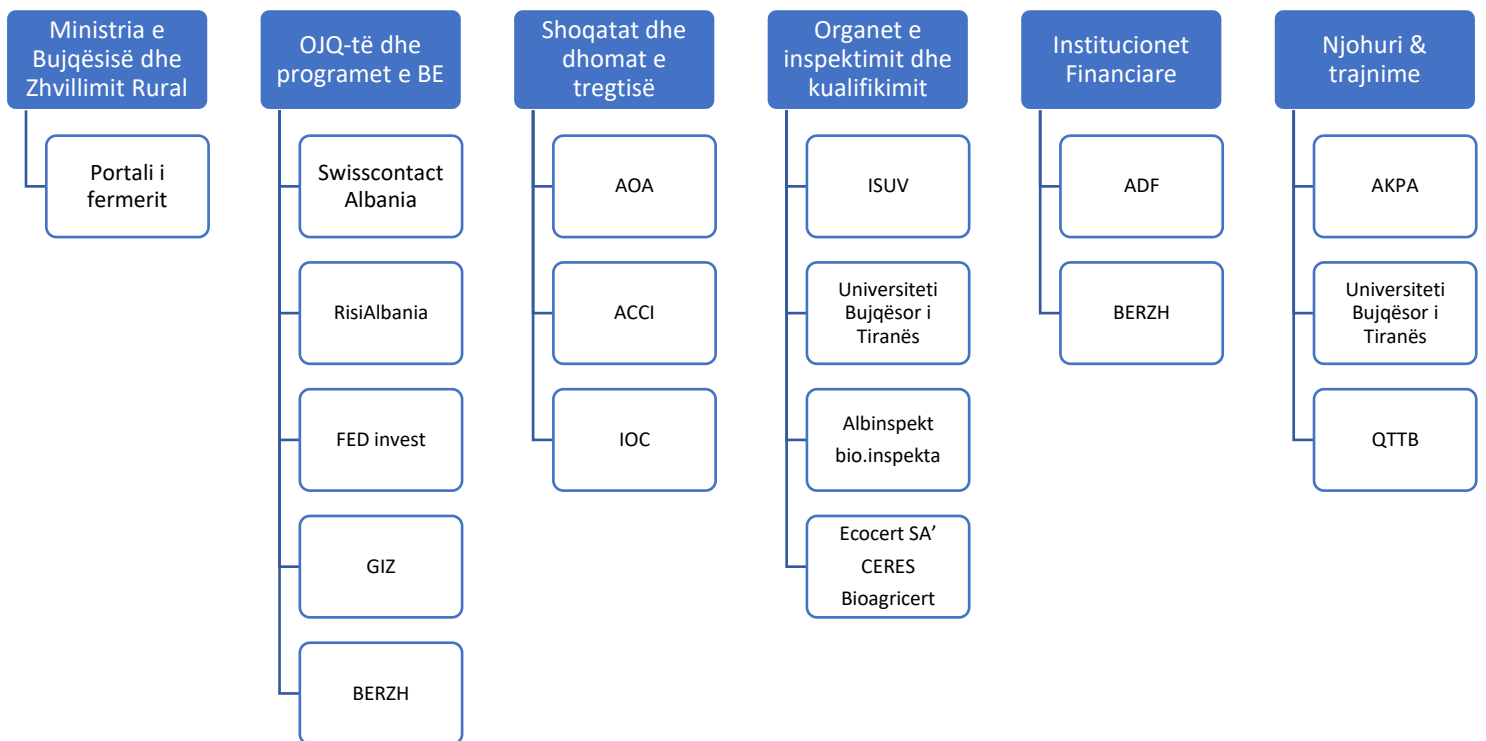 Ministria e
Bujqësisë dhe
Zhvillimit Rural
Portali i
fermerit
OJQ-të dhe
programet e BE
Swisscontact
Albania
RisiAlbania
FED invest
GIZ
BERZH
Shoqatat dhe
dhomat e
tregtisë
AOA
ACCI
IOC
Organet e
inspektimit dhe
kualifikimit
ISUV
Universiteti
Bujqësor i
Tiranës
Albinspekt
bio.inspekta
Ecocert SA’
CERES
Bioagricert
Institucionet
Financiare
ADF
BERZH
Njohuri &
trajnime
AKPA
Universiteti
Bujqësor i
Tiranës
QTTB